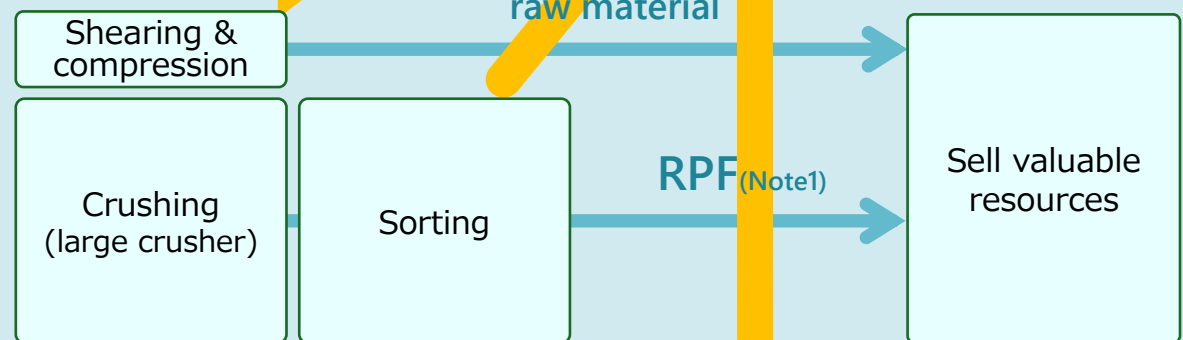 raw material
Shearing &
compression
Crushing
(large crusher)
Sorting
RPF(Note1)
Sell valuable
resources